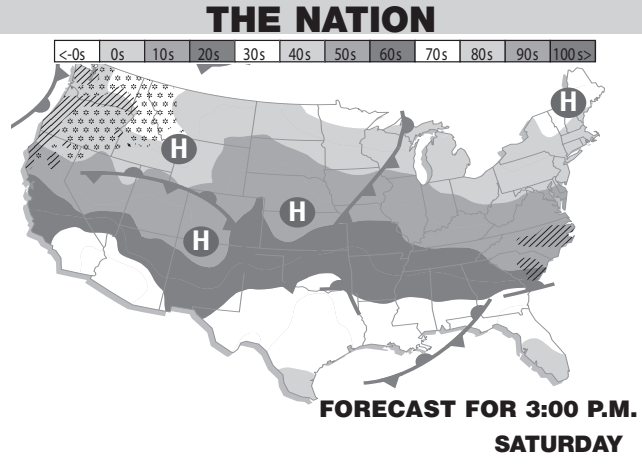 THE NATION
<-0s 0s 10s 20s 30s 40s 50s 60s 70s 80s 90s 100s>
H
H
H
H
FORECAST FOR 3:00 P.M.
SATURDAY